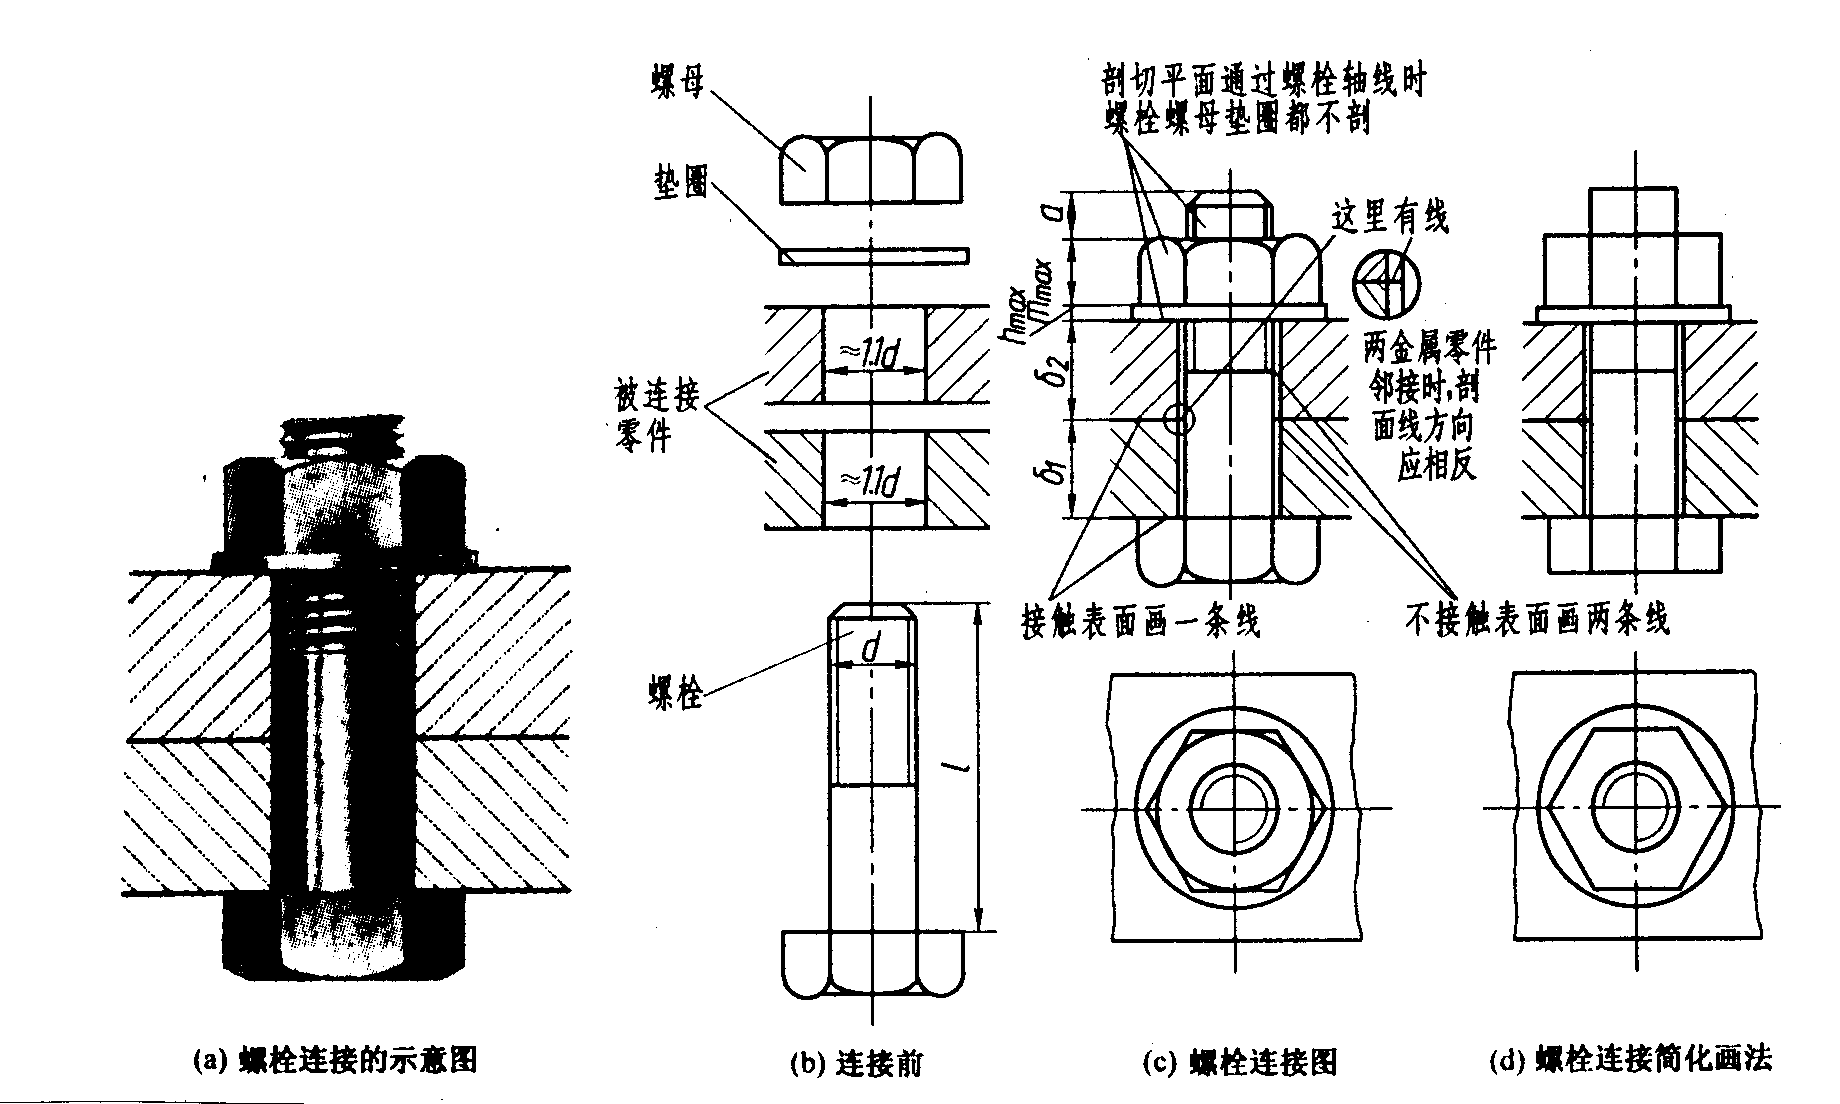 螺母
垫圈
≈1.1d
被连接
零件
≈1.1d
d
螺栓
l
剖切平面通过螺栓轴线时
螺栓螺母垫圈都不剖
这里有线
a
mmax
hmax
δ2
δ1
两金属零件
邻接时,剖
面线方向
应相反
接触表面画一条线
不接触表面画两条线
(a) 螺栓连接的示意图
(b) 连接前
(c) 螺栓连接图
(d) 螺栓连接简化画法